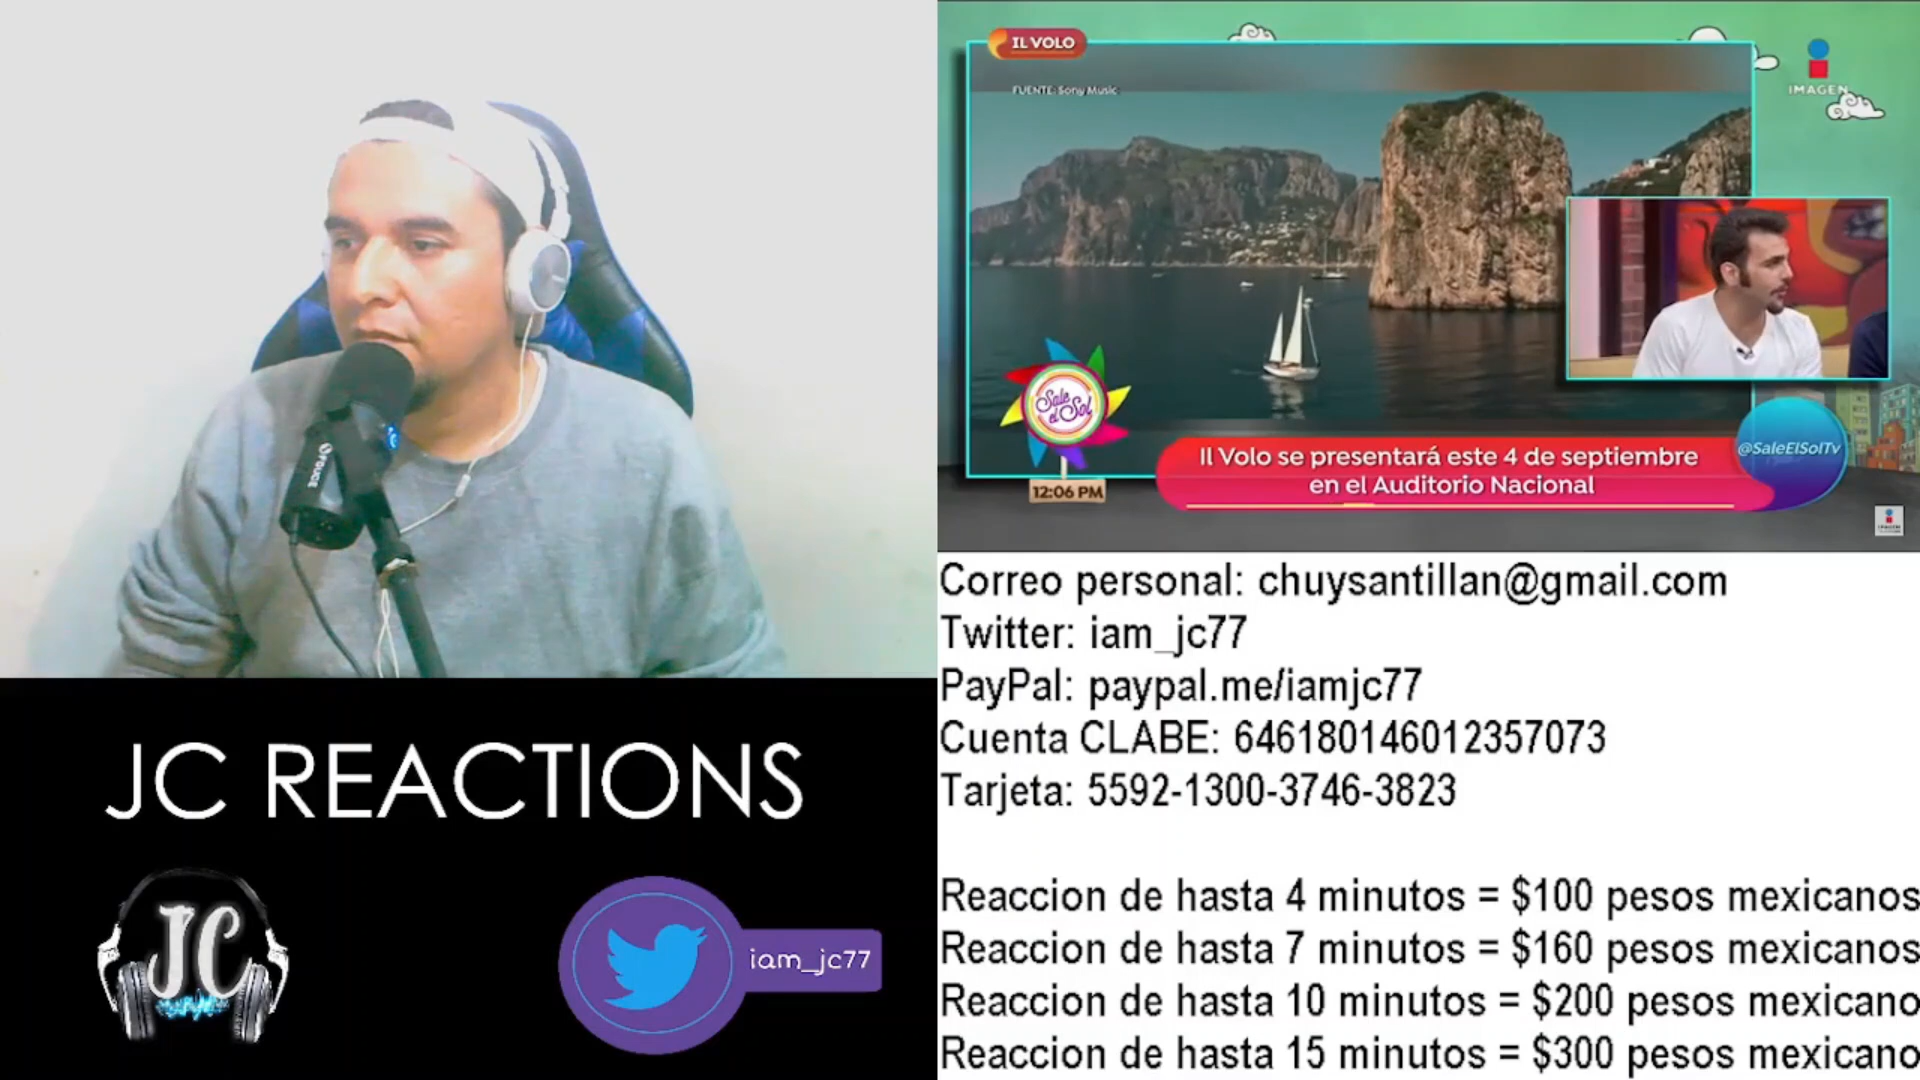 IL VOLO
FUENTE: Sony Music
IMAGEN
Sale
el Sol
12:06 PM
Il Volo se presentará este 4 de septiembre
en el Auditorio Nacional
@SaleElSolTv
Correo personal: chuysantillan@gmail.com
Twitter: iam_jc77
PayPal: paypal.me/iamjc77
Cuenta CLABE: 646180146012357073
Tarjeta: 5592-1300-3746-3823
Reaccion de hasta 4 minutos = $100 pesos mexicanos
Reaccion de hasta 7 minutos = $160 pesos mexicanos
Reaccion de hasta 10 minutos = $200 pesos mexicano
Reaccion de hasta 15 minutos = $300 pesos mexicano
JC REACTIONS
JC
iam_jc77